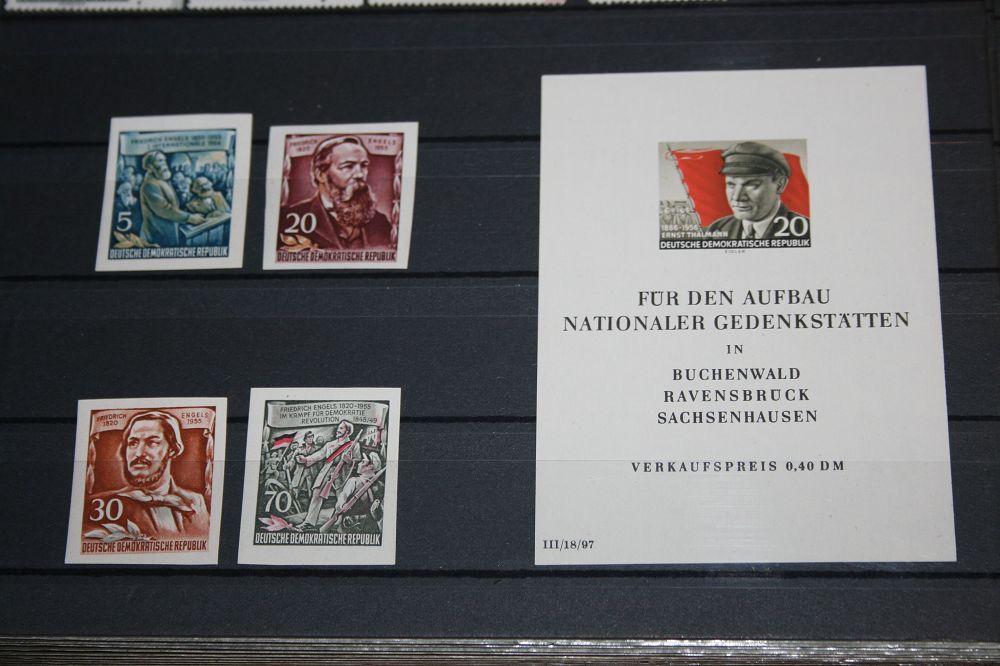 FRIEDRICH ENGELS 1820-1955
I. INTERNATIONALE 1864
5
DEUTSCHE DEMOKRATISCHE REPUBLIK
FRIEDRICH ENGELS
1820 1955
20
DEUTSCHE DEMOKRATISCHE REPUBLIK
FRIEDRICH ENGELS
1820 1955
30
DEUTSCHE DEMOKRATISCHE REPUBLIK
FRIEDRICH ENGELS 1820-1955
IM KAMPF FÜR DEMOKRATIE
REVOLUTION 1848/49
70
DEUTSCHE DEMOKRATISCHE REPUBLIK
1886-1956
ERNST THÄLMANN 20
DEUTSCHE DEMOKRATISCHE REPUBLIK
EIGLER
FÜR DEN AUFBAU
NATIONALER GEDENKSTÄTTEN
IN
BUCHENWALD
RAVENSBRÜCK
SACHSENHAUSEN
VERKAUFSPREIS 0,40 DM
III/18/97